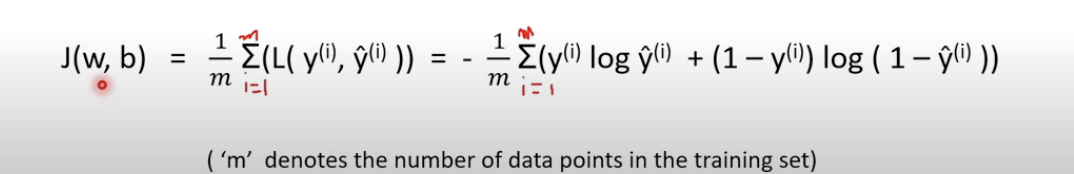 J(w, b) = 1/m Σ_{i=1}^{m} (L( y⁽ⁱ⁾, ŷ⁽ⁱ⁾ )) = - 1/m Σ_{i=1}^{m} (y⁽ⁱ⁾ log ŷ⁽ⁱ⁾ + (1 – y⁽ⁱ⁾) log ( 1 – ŷ⁽ⁱ⁾ ))
( ‘m’ denotes the number of data points in the training set)